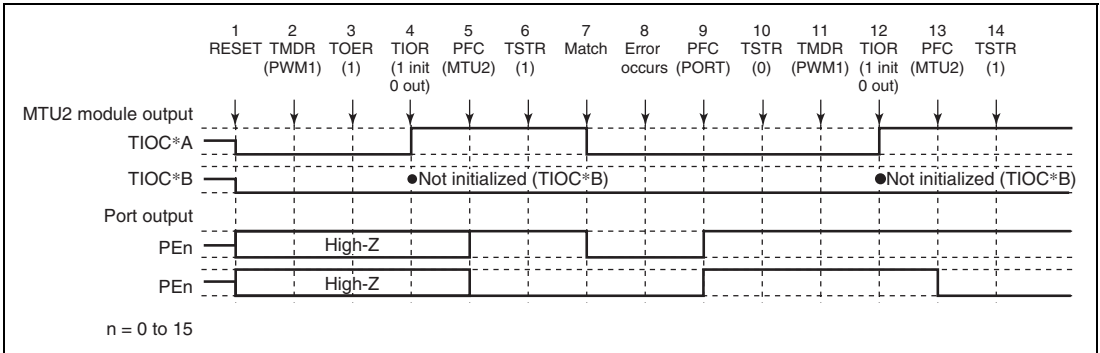 1 2 3 4 5 6 7 8 9 10 11 12 13 14
RESET TMDR TOER TIOR PFC TSTR Match Error PFC TSTR TMDR TIOR PFC TSTR
(PWM1) (1) (1 init (MTU2) (1) occurs (PORT) (0) (PWM1) (1 init (MTU2) (1)
0 out) 0 out)
MTU2 module output
TIOC*A
TIOC*B ●Not initialized (TIOC*B) ●Not initialized (TIOC*B)
Port output
PEn High-Z
PEn High-Z
n = 0 to 15